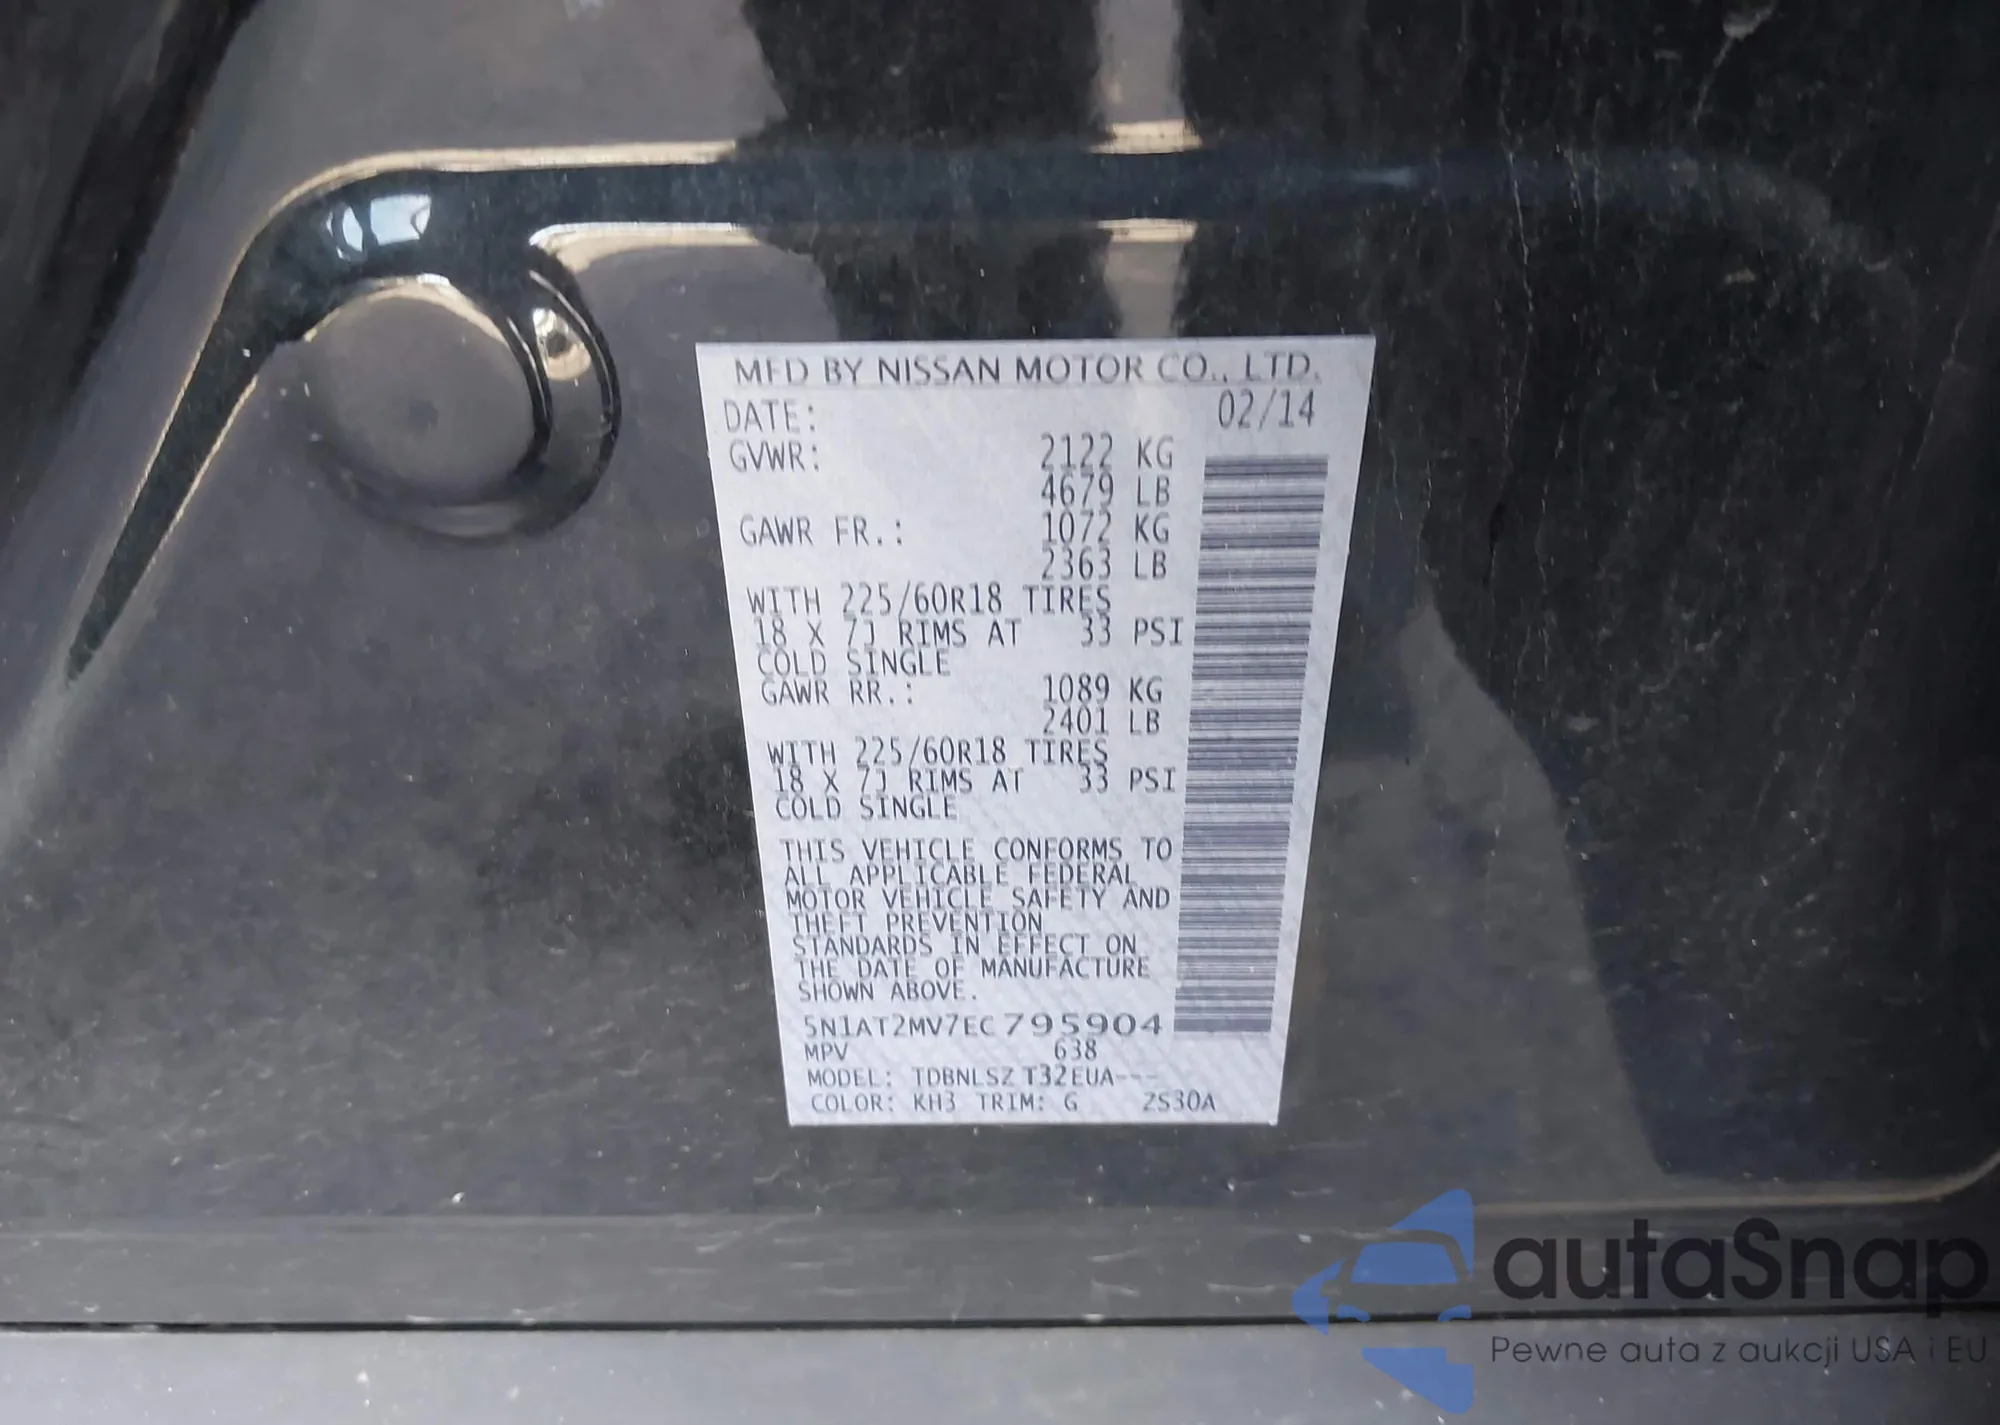 MFD BY NISSAN MOTOR CO., LTD.
DATE: 02/14
GVWR: 2122 KG
4679 LB
GAWR FR.: 1072 KG
2363 LB
WITH 225/60R18 TIRES
18 X 7J RIMS AT 33 PSI
COLD SINGLE
GAWR RR.: 1089 KG
2401 LB
WITH 225/60R18 TIRES
18 X 7J RIMS AT 33 PSI
COLD SINGLE
THIS VEHICLE CONFORMS TO
ALL APPLICABLE FEDERAL
MOTOR VEHICLE SAFETY AND
THEFT PREVENTION
STANDARDS IN EFFECT ON
THE DATE OF MANUFACTURE
SHOWN ABOVE.
5N1AT2MV7EC795904
MPV 638
MODEL: TDBNLSZ T32EUA---
COLOR: KH3 TRIM: G ZS30A
autaSnap
Pewne auta z aukcji USA i EU